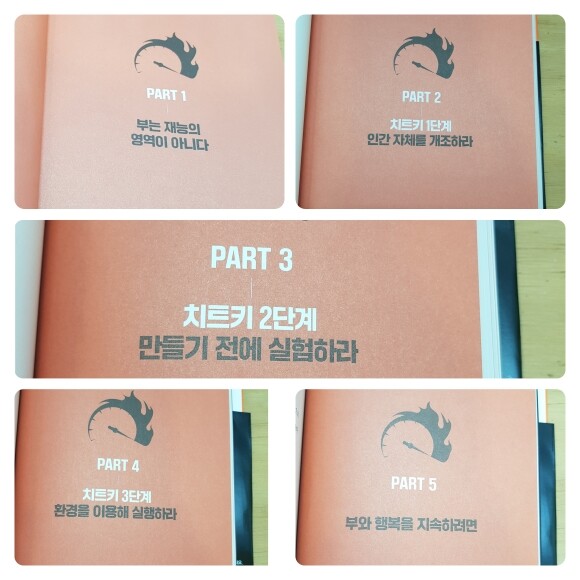 PART 1
부는 재능의
영역이 아니다
PART 2
치트키 1단계
인간 자체를 개조하라
PART 3
치트키 2단계
만들기 전에 실험하라
PART 4
치트키 3단계
환경을 이용해 실행하라
PART 5
부와 행복을 지속하려면